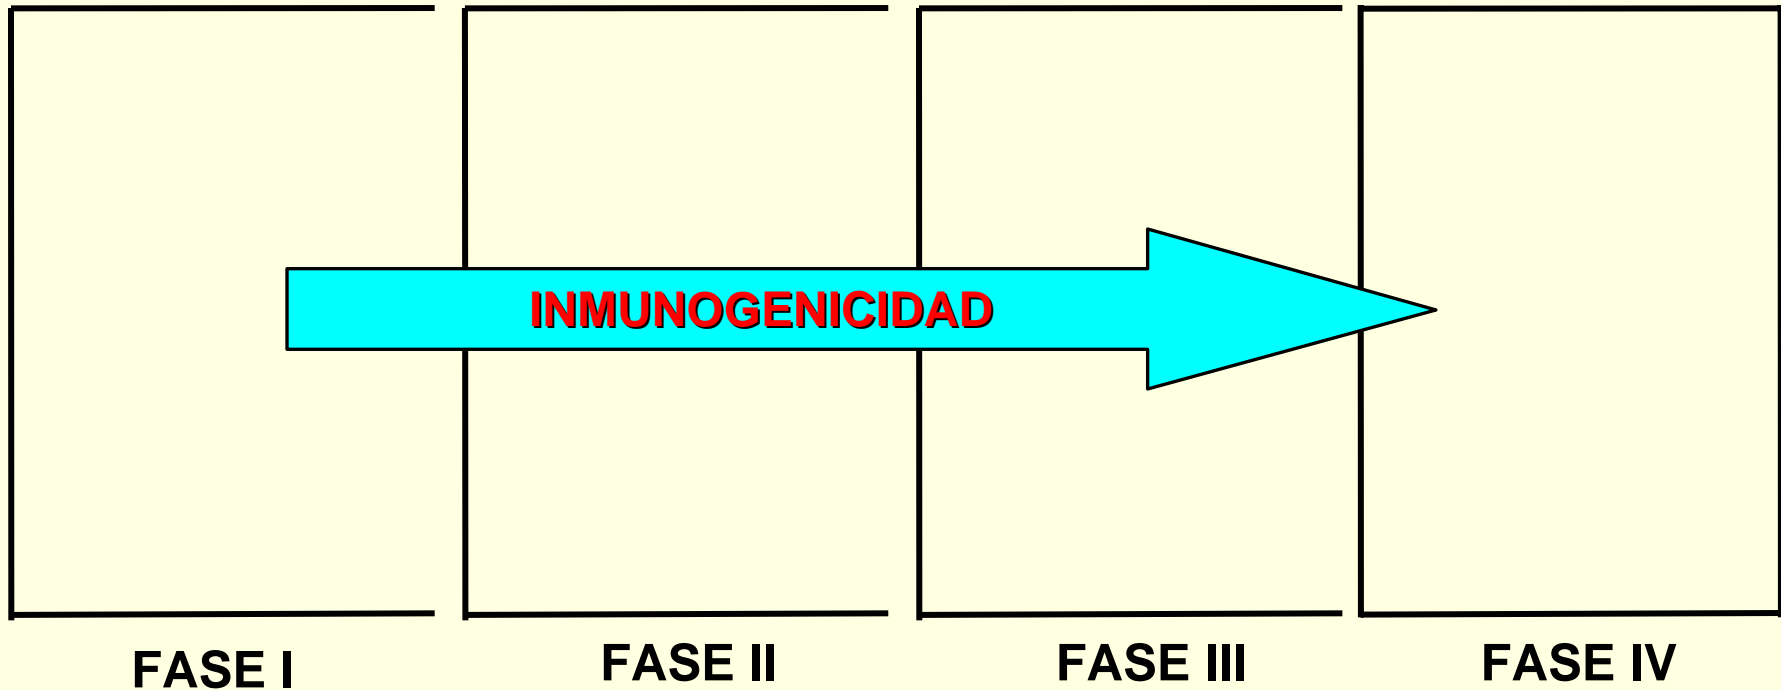 INMUNOGENICIDAD
FASE I
FASE II
FASE III
FASE IV